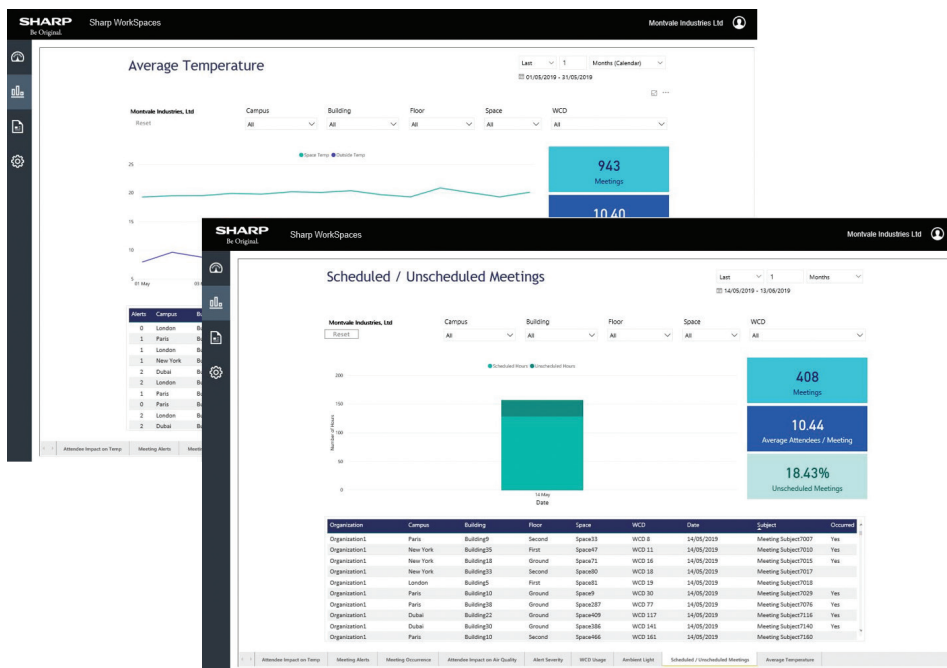 SHARP
Be Original.
Sharp WorkSpaces
Montvale Industries Ltd
Average Temperature
Last 1 Months (Calender)
01/05/2019 - 31/05/2019
Montvale Industries, Ltd Campus Building Floor Space WCD
Reset All All All All All
Space Temp Outside Temp
25
20
15
10
5
01 May
943
Meetings
10.40
Alerts Campus
0 London
1 Paris
1 London
1 New York
2 Dubai
2 London
1 Paris
0 Paris
2 London
2 Dubai
Attendee Impact on Temp Meeting Alerts
SHARP
Be Original.
Sharp WorkSpaces
Montvale Industries Ltd
Scheduled / Unscheduled Meetings
Last 1 Months
14/05/2019 - 13/06/2019
Montvale Industries, Ltd Campus Building Floor Space WCD
Reset All All All All All
Scheduled Hours Unscheduled Hours
200
150
100
50
0
Number of Hours
14 May
Date
408
Meetings
10.44
Average Attendees / Meeting
18.43%
Unscheduled Meetings
Organization Campus Building Floor Space WCD Date Subject Occurred
Organization1 Paris Building9 Second Space33 WCD 8 14/05/2019 Meeting Subject7007 Yes
Organization1 New York Building35 First Space47 WCD 11 14/05/2019 Meeting Subject7010 Yes
Organization1 New York Building18 Ground Space71 WCD 16 14/05/2019 Meeting Subject7015 Yes
Organization1 New York Building33 Second Space80 WCD 18 14/05/2019 Meeting Subject7017
Organization1 London Building5 First Space81 WCD 19 14/05/2019 Meeting Subject7018
Organization1 Paris Building10 Ground Space9 WCD 30 14/05/2019 Meeting Subject7029 Yes
Organization1 Paris Building38 Ground Space287 WCD 77 14/05/2019 Meeting Subject7076 Yes
Organization1 Dubai Building22 Ground Space409 WCD 117 14/05/2019 Meeting Subject7116 Yes
Organization1 Dubai Building30 Ground Space386 WCD 141 14/05/2019 Meeting Subject7140 Yes
Organization1 Paris Building10 Second Space466 WCD 161 14/05/2019 Meeting Subject7160
Attendee Impact on Temp Meeting Alerts Meeting Occurrence Attendee Impact on Air Quality Alert Severity WCD Usage Ambient Light Scheduled / Unscheduled Meetings Average Temperature